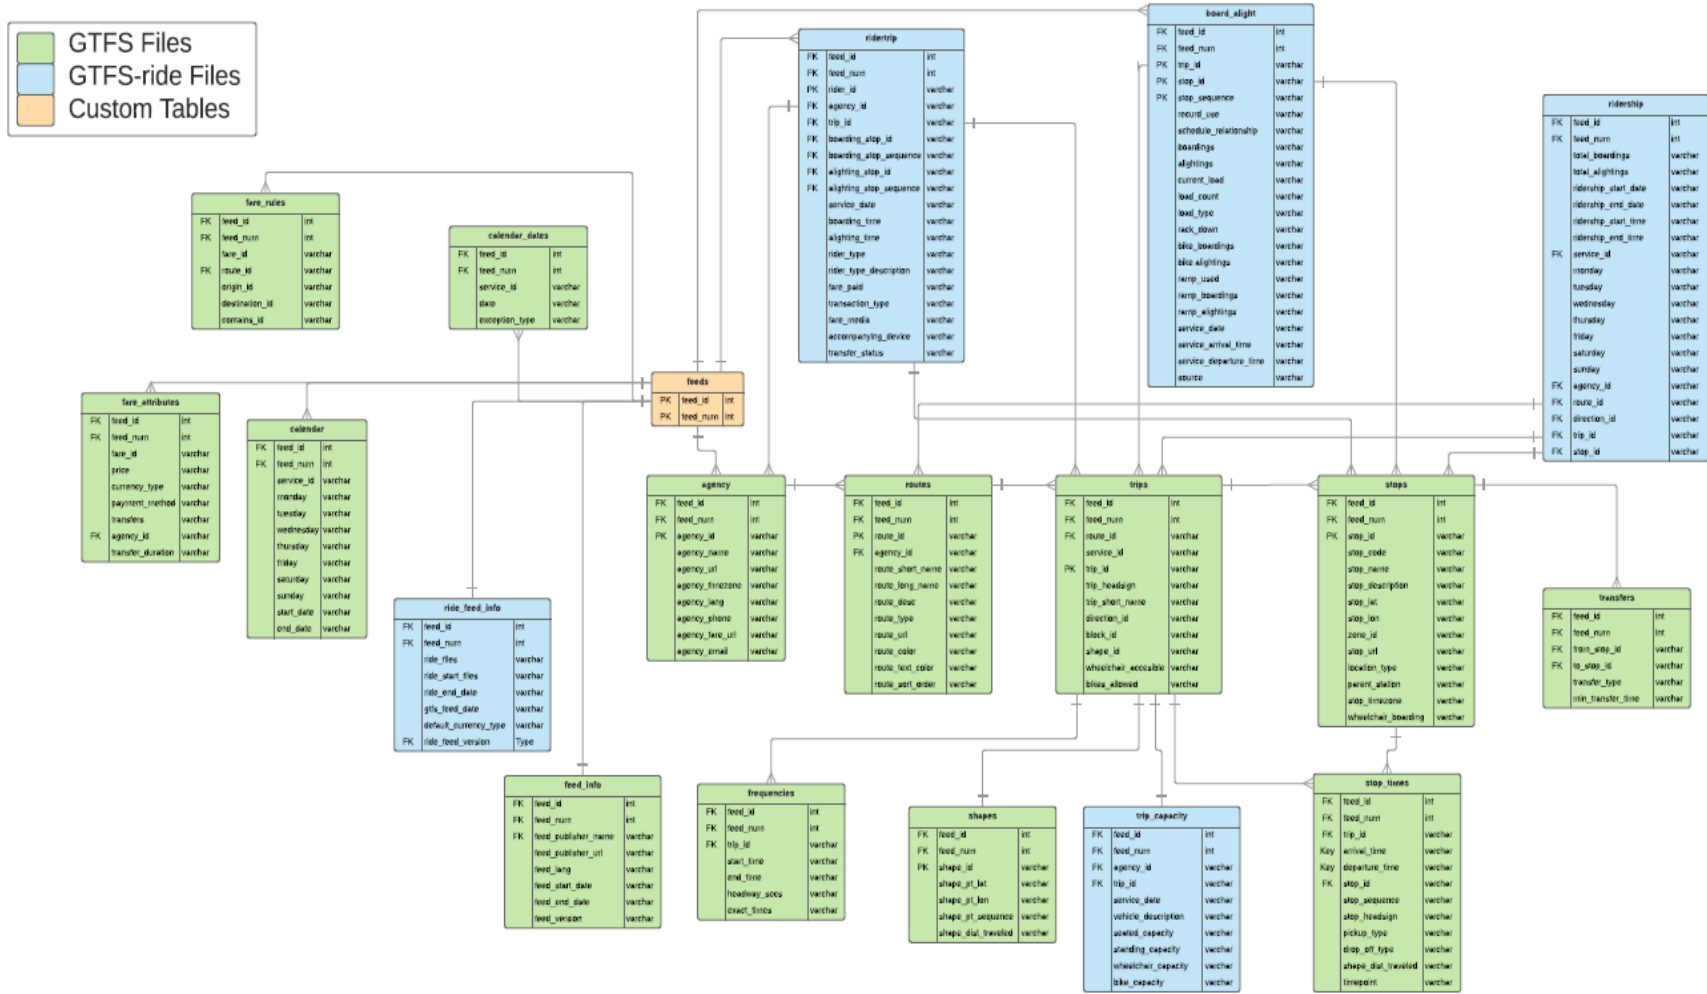 GTFS Files
GTFS-ride Files
Custom Tables
board_alight
FK feed_id int
FK feed_num int
PK trip_id varchar
PK stop_id varchar
PK stop_sequence varchar
record_use varchar
schedule_relationship varchar
boardings varchar
alightings varchar
current_load varchar
load_count varchar
load_type varchar
rack_down varchar
bike_boardings varchar
bike_alightings varchar
ramp_used varchar
ramp_boardings varchar
ramp_alightings varchar
service_date varchar
service_arrival_time varchar
service_departure_time varchar
source varchar
ridertrip
FK feed_id int
FK feed_num int
PK rider_id varchar
FK agency_id varchar
FK trip_id varchar
FK boarding_stop_id varchar
FK boarding_stop_sequence varchar
FK alighting_stop_id varchar
FK alighting_stop_sequence varchar
service_date varchar
boarding_time varchar
alighting_time varchar
rider_type varchar
rider_type_description varchar
fare_paid varchar
transaction_type varchar
fare_media varchar
accompanying_device varchar
transfer_status varchar
ridership
FK feed_id int
FK feed_num int
total_boardings varchar
total_alightings varchar
ridership_start_date varchar
ridership_end_date varchar
ridership_start_time varchar
ridership_end_time varchar
FK service_id varchar
monday varchar
tuesday varchar
wednesday varchar
thursday varchar
friday varchar
saturday varchar
sunday varchar
FK agency_id varchar
FK route_id varchar
FK direction_id varchar
FK trip_id varchar
FK stop_id varchar
fare_rules
FK feed_id int
FK feed_num int
fare_id varchar
FK route_id varchar
origin_id varchar
destination_id varchar
contains_id varchar
calendar_dates
FK feed_id int
FK feed_num int
service_id varchar
date varchar
exception_type varchar
feeds
PK feed_id int
PK feed_num int
fare_attributes
FK feed_id int
FK feed_num int
fare_id varchar
price varchar
currency_type varchar
payment_method varchar
transfers varchar
FK agency_id varchar
transfer_duration varchar
calendar
FK feed_id int
FK feed_num int
service_id varchar
monday varchar
tuesday varchar
wednesday varchar
thursday varchar
friday varchar
saturday varchar
sunday varchar
start_date varchar
end_date varchar
agency
FK feed_id int
FK feed_num int
PK agency_id varchar
agency_name varchar
agency_url varchar
agency_timezone varchar
agency_lang varchar
agency_phone varchar
agency_fare_url varchar
agency_email varchar
routes
FK feed_id int
FK feed_num int
PK route_id varchar
FK agency_id varchar
route_short_name varchar
route_long_name varchar
route_desc varchar
route_type varchar
route_url varchar
route_color varchar
route_text_color varchar
route_sort_order varchar
trips
FK feed_id int
FK feed_num int
FK route_id varchar
service_id varchar
PK trip_id varchar
trip_headsign varchar
trip_short_name varchar
direction_id varchar
block_id varchar
shape_id varchar
wheelchair_accesible varchar
bikes_allowed varchar
stops
FK feed_id int
FK feed_num int
PK stop_id varchar
stop_code varchar
stop_name varchar
stop_description varchar
stop_lat varchar
stop_lon varchar
zone_id varchar
stop_url varchar
location_type varchar
parent_station varchar
stop_timezone varchar
wheelchair_boarding varchar
transfers
FK feed_id int
FK feed_num int
FK from_stop_id varchar
FK to_stop_id varchar
transfer_type varchar
min_transfer_time varchar
ride_feed_info
FK feed_id int
FK feed_num int
ride_files varchar
ride_start_files varchar
ride_end_date varchar
gtfs_feed_date varchar
default_currency_type varchar
FK ride_feed_version Type
feed_info
FK feed_id int
FK feed_num int
FK feed_publisher_name varchar
feed_publisher_url varchar
feed_lang varchar
feed_start_date varchar
feed_end_date varchar
feed_version varchar
frequencies
FK feed_id int
FK feed_num int
FK trip_id varchar
start_time varchar
end_time varchar
headway_secs varchar
exact_times varchar
shapes
FK feed_id int
FK feed_num int
PK shape_id varchar
shape_pt_lat varchar
shape_pt_lon varchar
shape_pt_sequence varchar
shape_dist_traveled varchar
trip_capacity
FK feed_id int
FK feed_num int
FK agency_id varchar
FK trip_id varchar
service_date varchar
vehicle_description varchar
seated_capacity varchar
standing_capacity varchar
wheelchair_capacity varchar
bike_capacity varchar
stop_times
FK feed_id int
FK feed_num int
FK trip_id varchar
Key arrival_time varchar
Key departure_time varchar
FK stop_id varchar
stop_sequence varchar
stop_headsign varchar
pickup_type varchar
drop_off_type varchar
shape_dist_traveled varchar
timepoint varchar